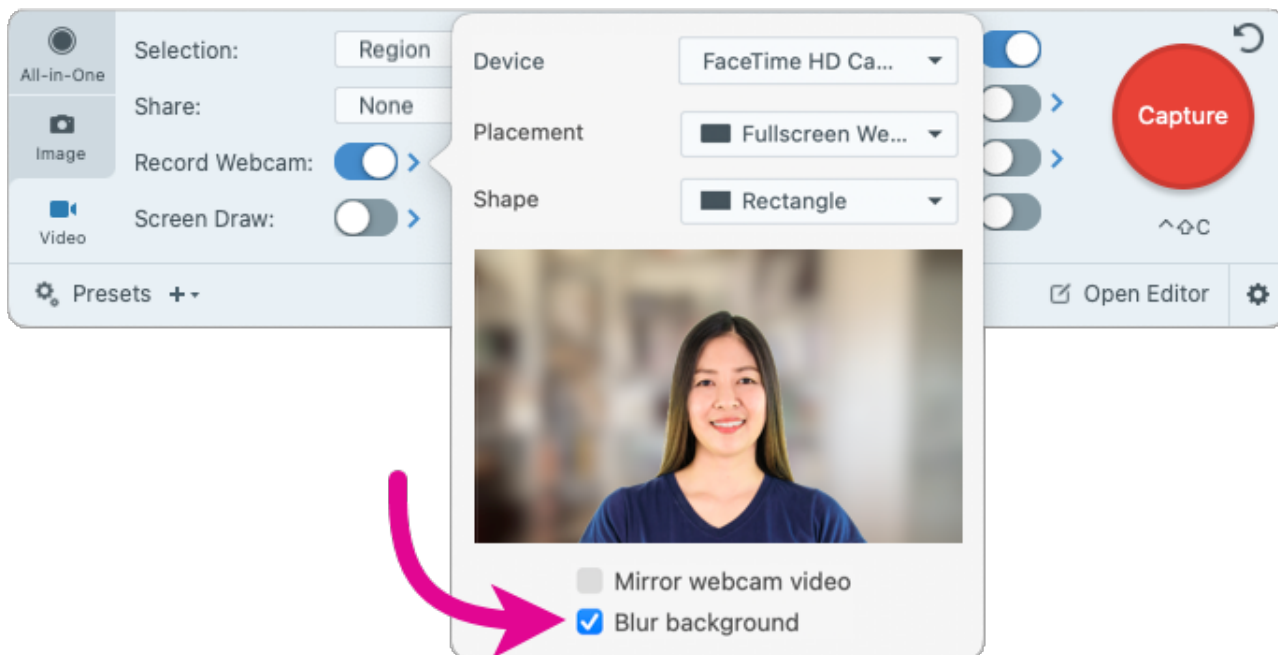 All-in-One
Image
Video
Selection:
Region
Share:
None
Record Webcam:
Screen Draw:
Device
FaceTime HD Ca...
Placement
Fullscreen We...
Shape
Rectangle
Mirror webcam video
Blur background
Capture
^⇧C
Presets
Open Editor